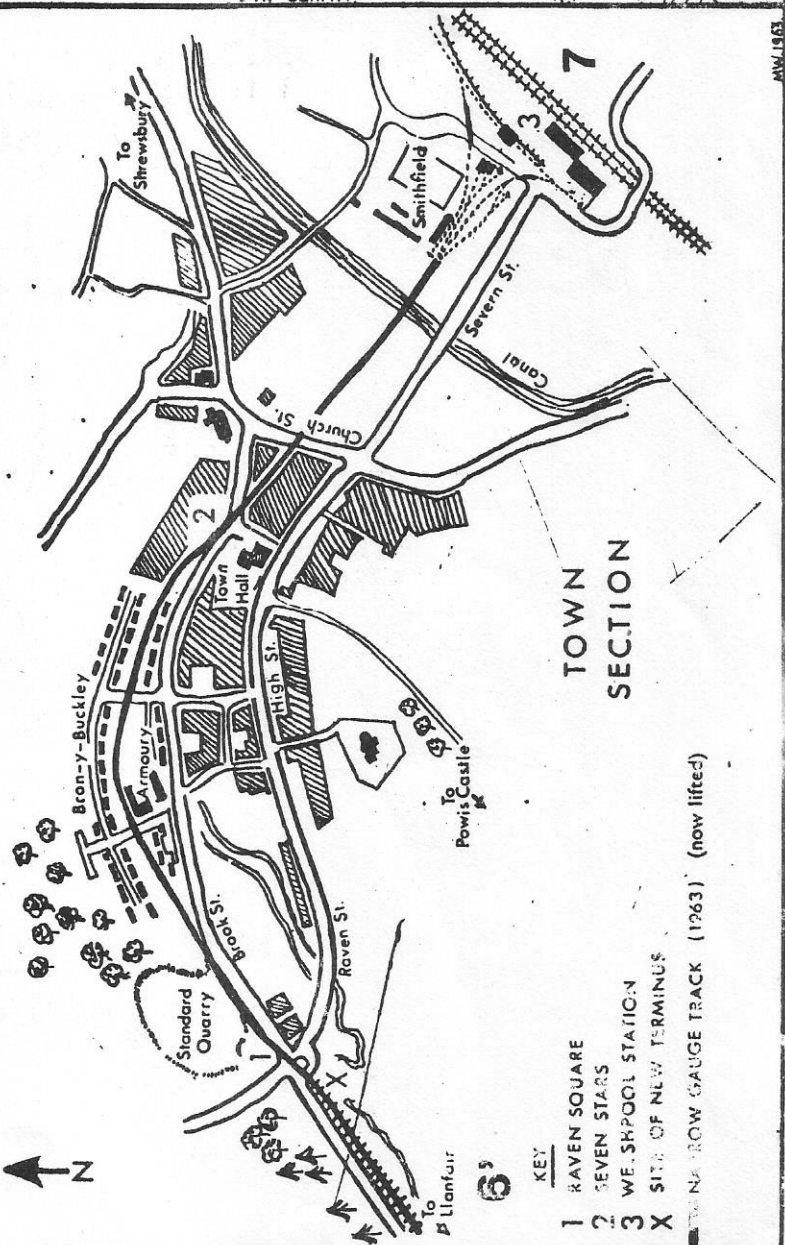 N
To
Shrewsbury
Smithfield
3
7
Severn St.
Canal
Church St.
2
Town
Hall
High St.
Bron-y-Buckley
Armoury
Brook St.
Raven St.
Standard
Quarry
1
X
To
Powis Castle
To
Llanfair
TOWN
SECTION
KEY
1 RAVEN SQUARE
2 SEVEN STARS
3 WELSHPOOL STATION
X SITE OF NEW TERMINUS
NARROW GAUGE TRACK (1963) (now lifted)
MW.1963